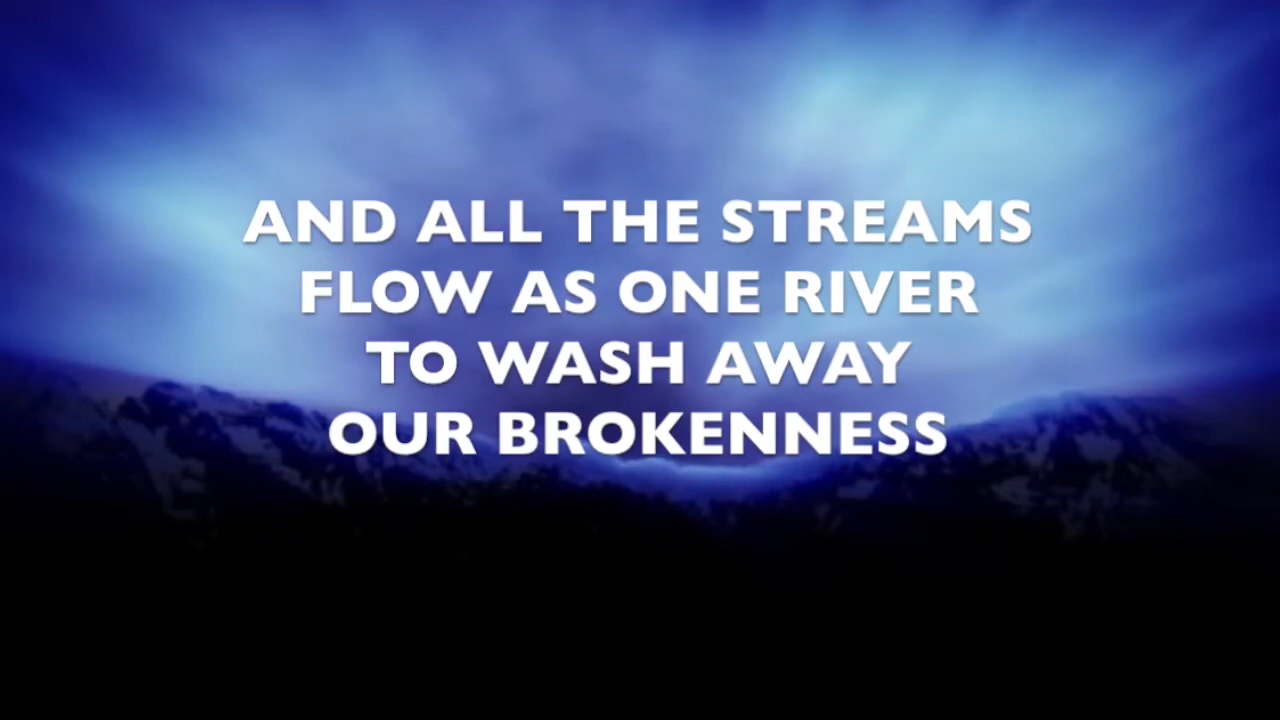 AND ALL THE STREAMS
FLOW AS ONE RIVER
TO WASH AWAY
OUR BROKENNESS